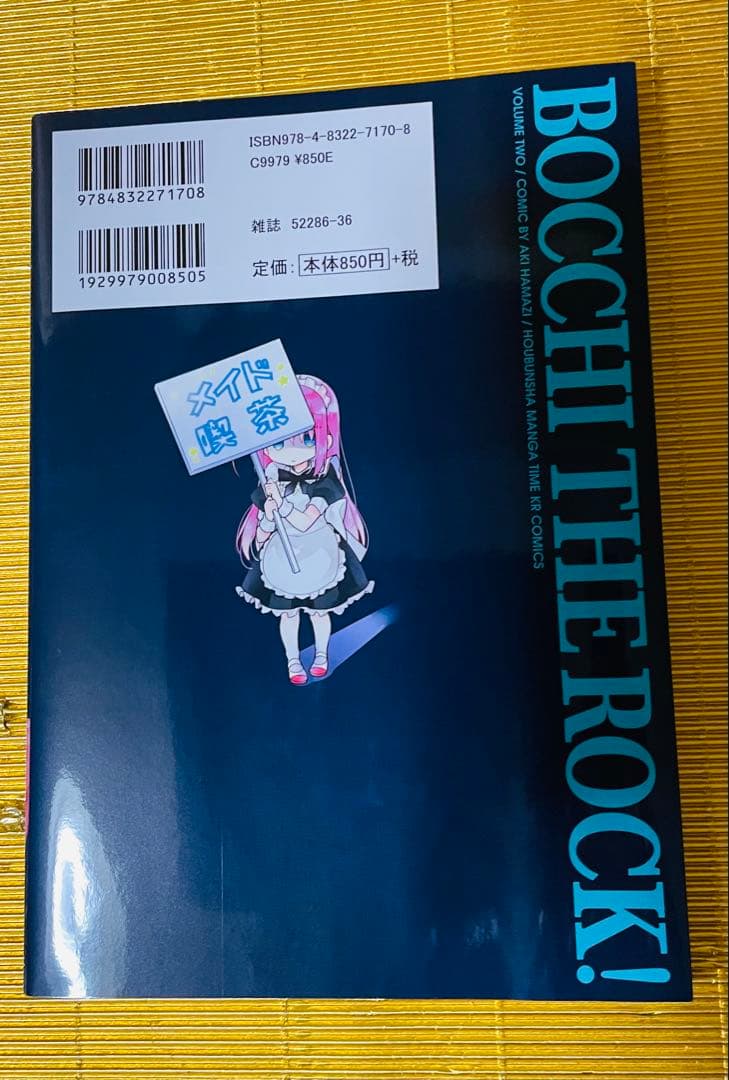 ISBN978-4-8322-7170-8
C9979 ¥850E
9784832271708
雑誌 52286-36
1929979008505
定価：本体850円+税
メイド
喫茶
BOCCHI THE ROCK!
VOLUME TWO / COMIC BY AKI HAMAZI / HOUBUNSHA MANGA TIME KR COMICS